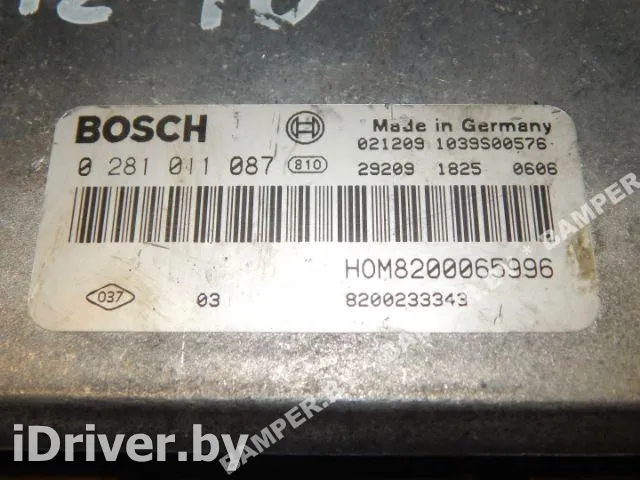 BOSCH
Made in Germany
0 281 011 087 810
021209 1039S00576
29209 1825 0606
HOM8200065996
037 03 8200233343
iDriver.by